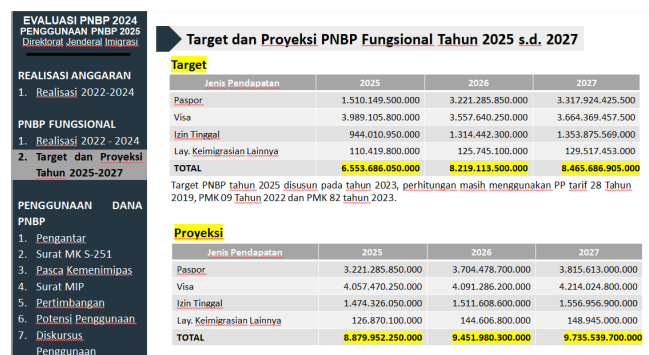 EVALUASI PNBP 2024
PENGGUNAAN PNBP 2025
Direktorat Jenderal Imigrasi
REALISASI ANGGARAN
1. Realisasi 2022-2024
PNBP FUNGSIONAL
1. Realisasi 2022 - 2024
2. Target dan Proyeksi
Tahun 2025-2027
PENGGUNAAN DANA
PNBP
1. Pengantar
2. Surat MK S-251
3. Pasca Kemenimipas
4. Surat MIP
5. Pertimbangan
6. Potensi Penggunaan
7. Diskursus
Penggunaan
Target dan Proyeksi PNBP Fungsional Tahun 2025 s.d. 2027
Target
Jenis Pendapatan 2025 2026 2027
Paspor 1.510.149.500.000 3.221.285.850.000 3.317.924.425.500
Visa 3.989.105.800.000 3.557.640.250.000 3.664.369.457.500
Izin Tinggal 944.010.950.000 1.314.442.300.000 1.353.875.569.000
Lay. Keimigrasian Lainnya 110.419.800.000 125.745.100.000 129.517.453.000
TOTAL 6.553.686.050.000 8.219.113.500.000 8.465.686.905.000
Target PNBP tahun 2025 disusun pada tahun 2023, perhitungan masih menggunakan PP tarif 28 Tahun
2019, PMK 09 Tahun 2022 dan PMK 82 tahun 2023.
Proyeksi
Jenis Pendapatan 2025 2026 2027
Paspor 3.221.285.850.000 3.704.478.700.000 3.815.613.000.000
Visa 4.057.470.250.000 4.091.286.200.000 4.214.024.800.000
Izin Tinggal 1.474.326.050.000 1.511.608.600.000 1.556.956.900.000
Lay. Keimigrasian Lainnya 126.870.100.000 144.606.800.000 148.945.000.000
TOTAL 8.879.952.250.000 9.451.980.300.000 9.735.539.700.000